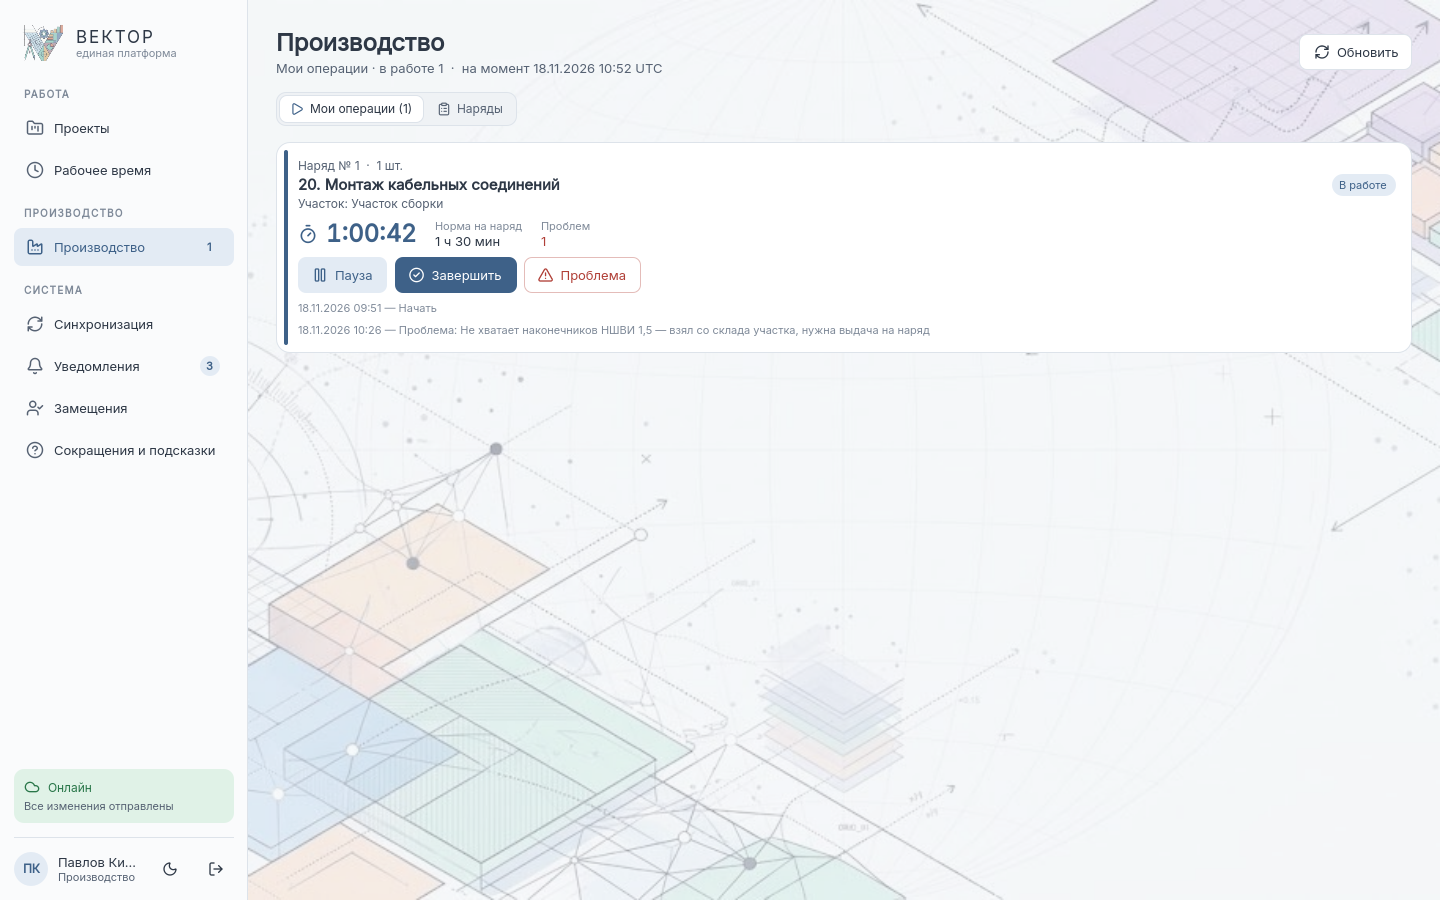 ВЕКТОР
единая платформа
РАБОТА
Проекты
Рабочее время
ПРОИЗВОДСТВО
Производство 1
СИСТЕМА
Синхронизация
Уведомления 3
Замещения
Сокращения и подсказки
Онлайн
Все изменения отправлены
ПК
Павлов Ки...
Производство
Производство
Мои операции · в работе 1 · на момент 18.11.2026 10:52 UTC
Обновить
Мои операции (1)
Наряды
Наряд № 1 · 1 шт.
20. Монтаж кабельных соединений
В работе
Участок: Участок сборки
1:00:42
Норма на наряд
1 ч 30 мин
Проблем
1
Пауза
Завершить
Проблема
18.11.2026 09:51 — Начать
18.11.2026 10:26 — Проблема: Не хватает наконечников НШВИ 1,5 — взял со склада участка, нужна выдача на наряд